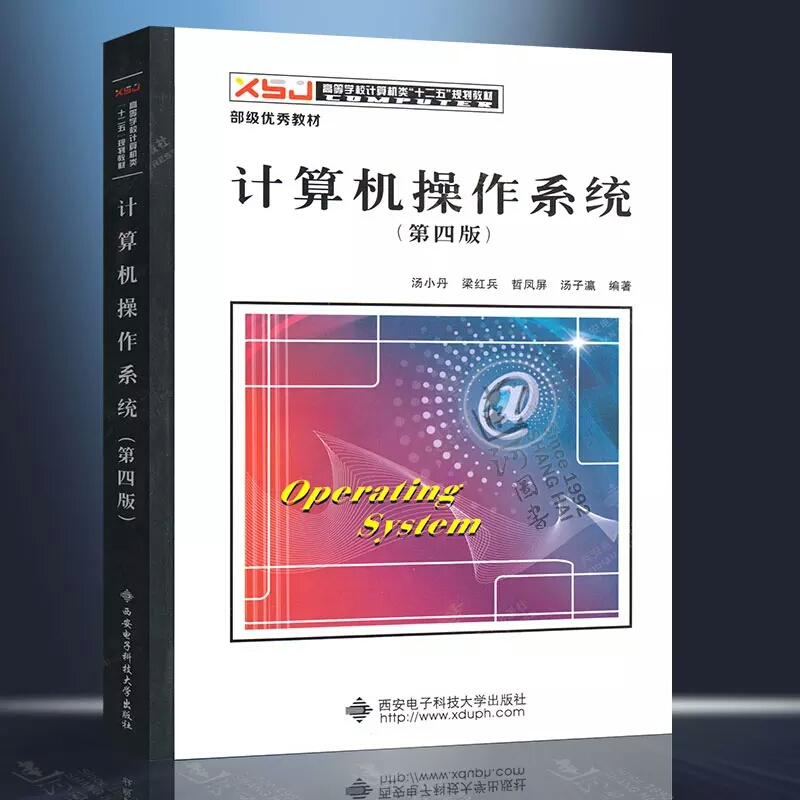 XSJ 高等学校计算机类"十二五"规划教材
COMPUTER
部级优秀教材
计算机操作系统
(第四版)
汤小丹 梁红兵 哲凤屏 汤子瀛 编著
@
Operating
System
Since 1992
西安电子科技大学出版社
http://www.xduph.com
XSJ 高等学校计算机类
"十二五"规划教材
计算机操作系统(第四版)
西安电子科技大学出版社